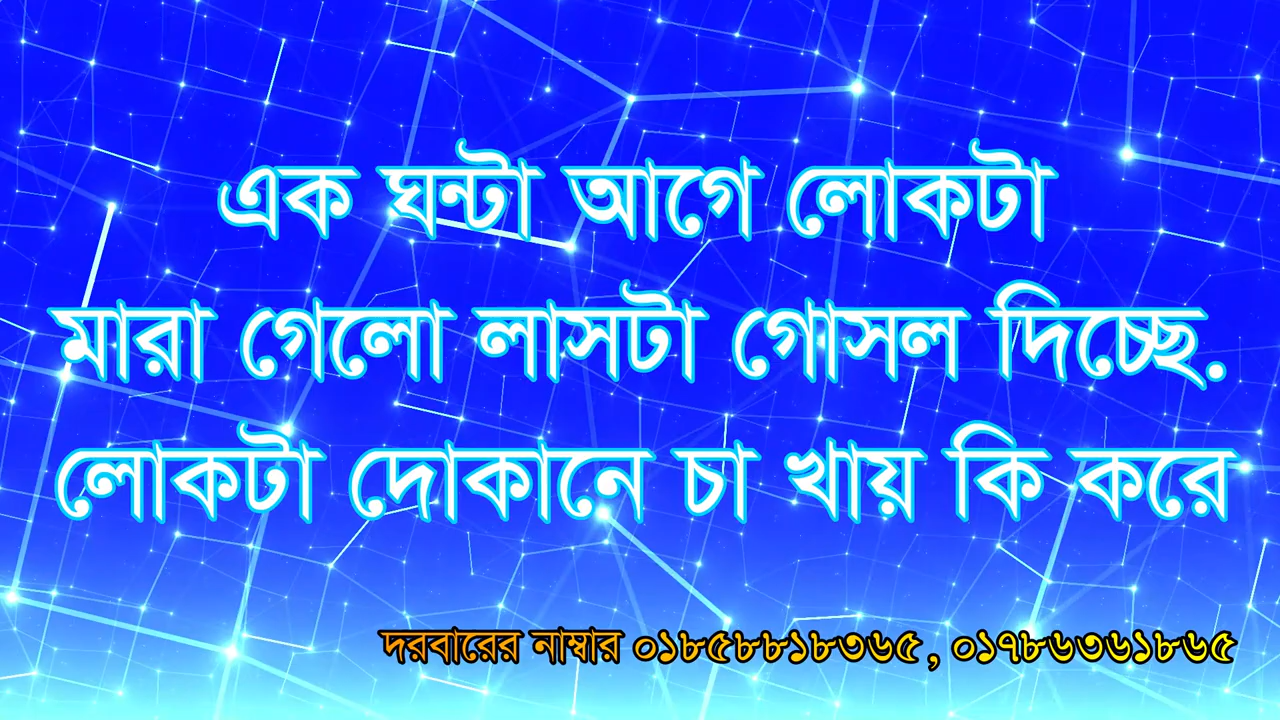 এক ঘন্টা আগে লোকটা
মারা গেলো লাসটা গোসল দিচ্ছে.
লোকটা দোকানে চা খায় কি করে
দরবারের নাম্বার ০১৮৫৮৮১৮৩৬৫, ০১৭৮৬৩৬১৮৬৫